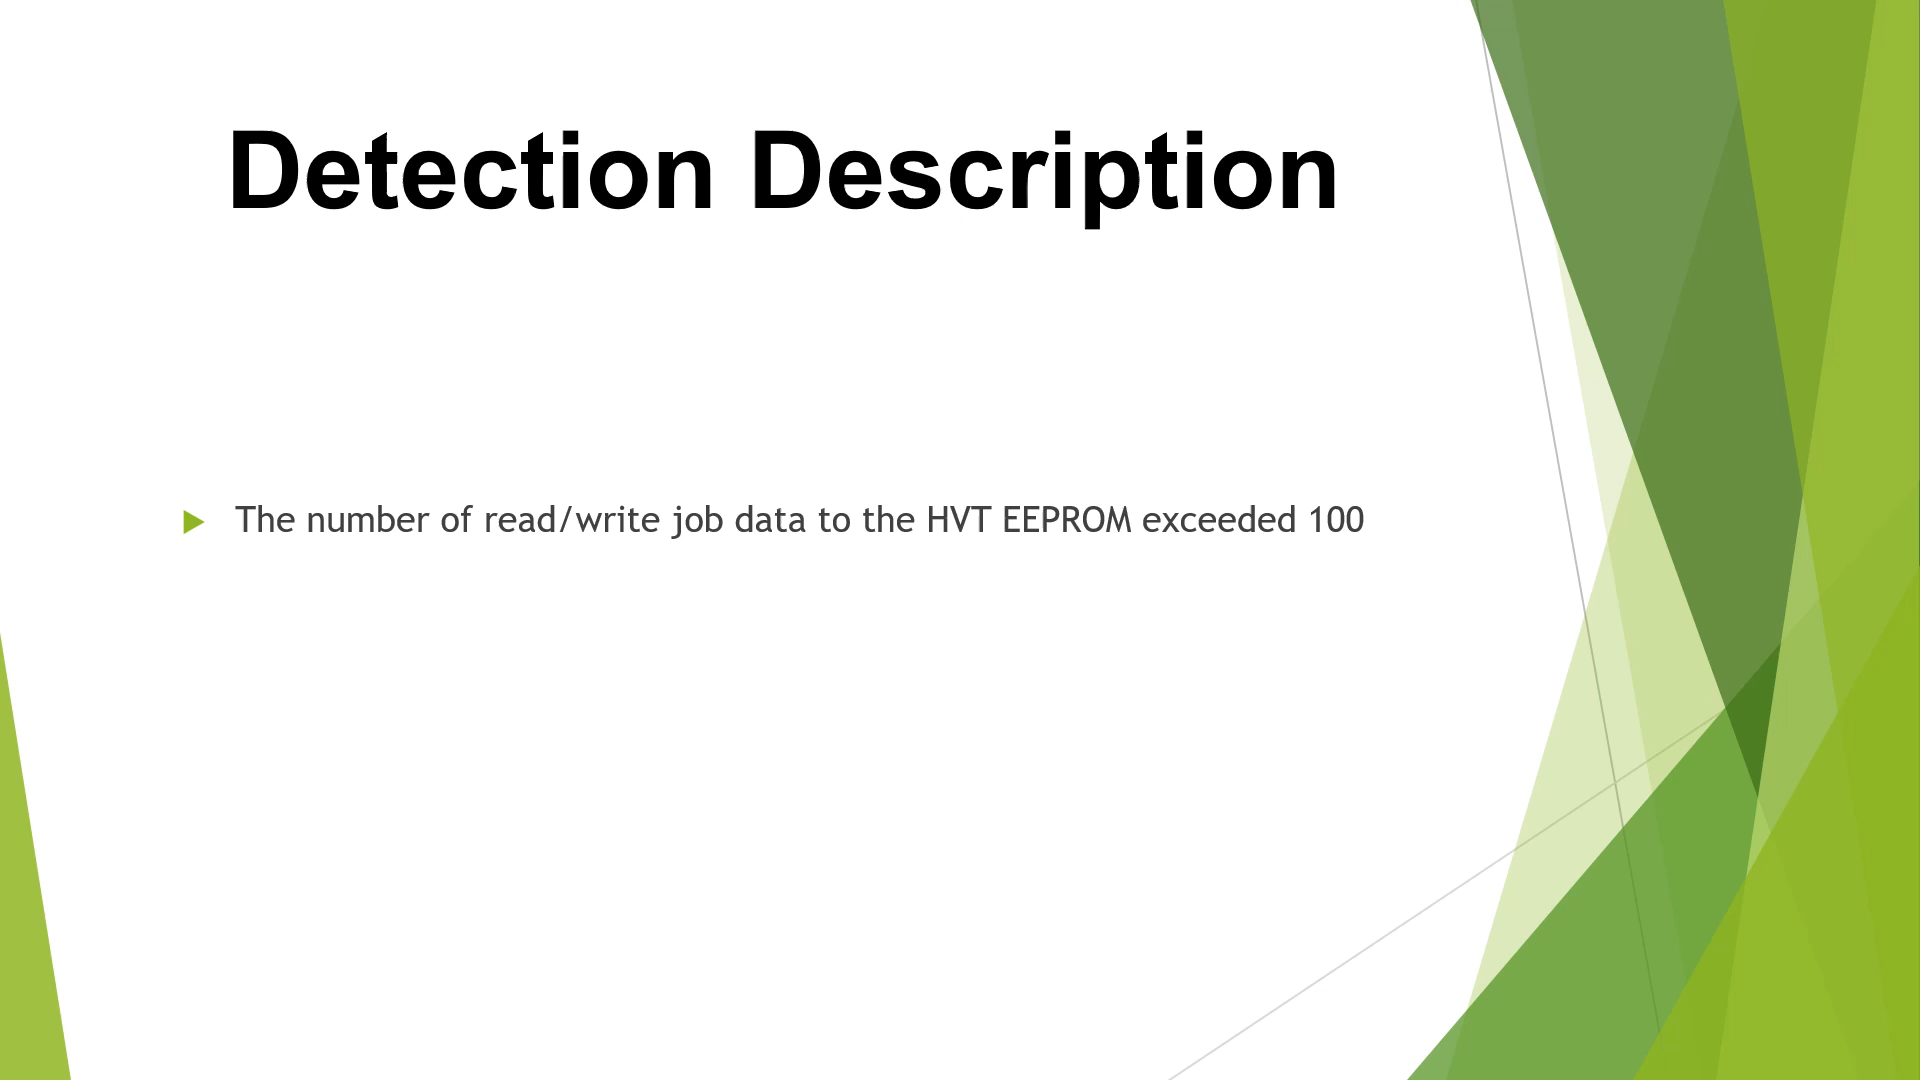 Detection Description
The number of read/write job data to the HVT EEPROM exceeded 100